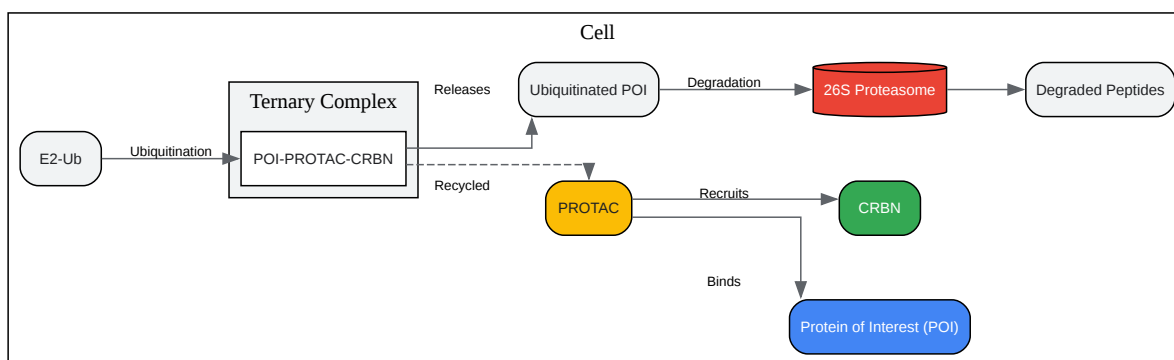 Cell
Ternary Complex
Releases
Ubiquitinated POI
Degradation
26S Proteasome
Degraded Peptides
E2-Ub
Ubiquitination
POI-PROTAC-CRBN
Recycled
PROTAC
Recruits
CRBN
Binds
Protein of Interest (POI)